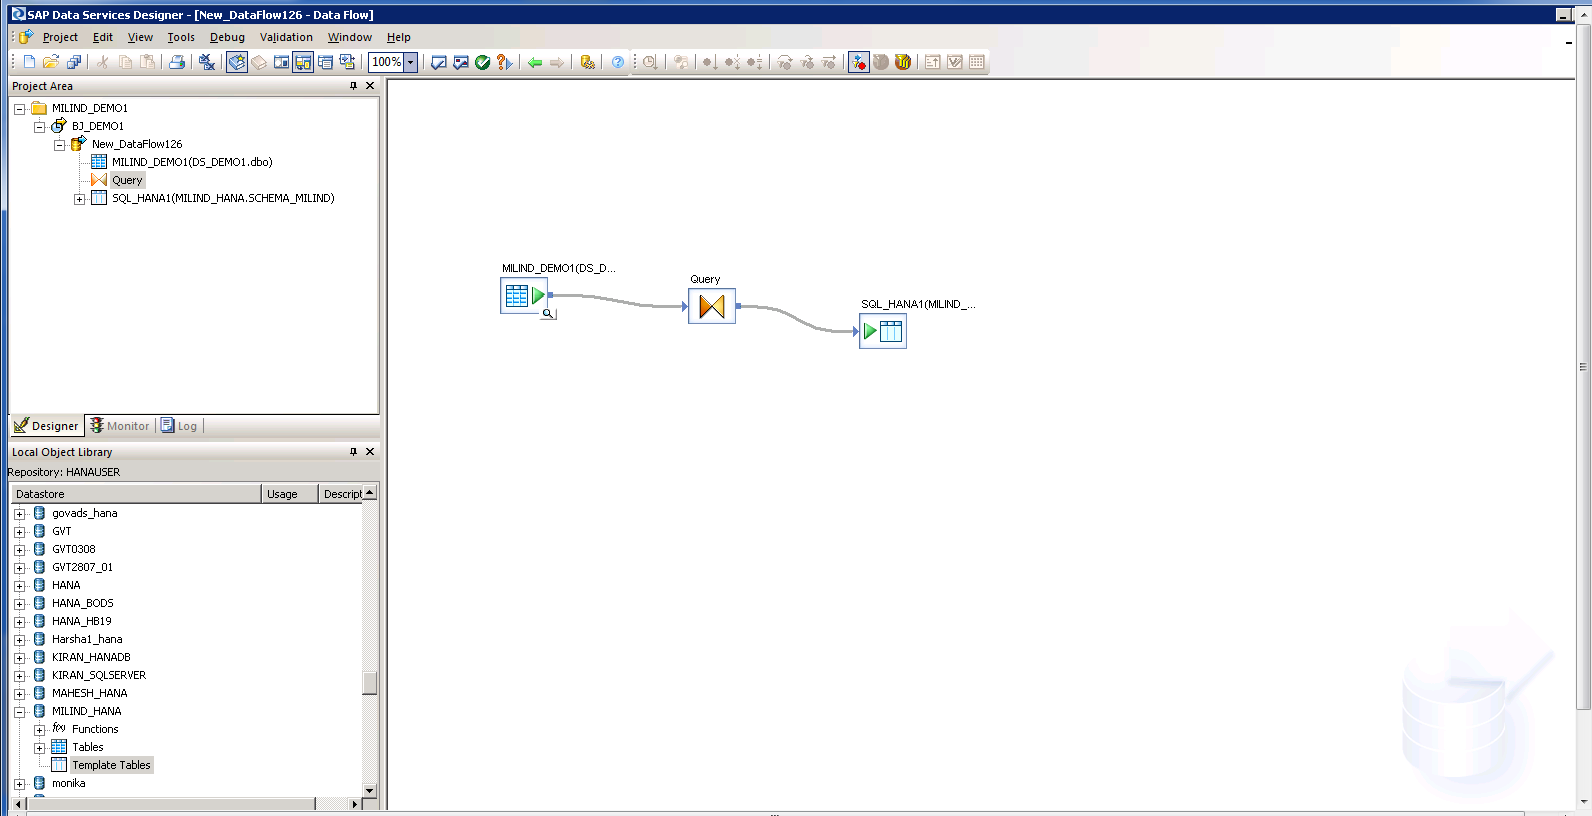 SAP Data Services Designer - [New_DataFlow126 - Data Flow]
Project Edit View Tools Debug Validation Window Help
100%
Project Area
MILIND_DEMO1
BJ_DEMO1
New_DataFlow126
MILIND_DEMO1(DS_DEMO1.dbo)
Query
SQL_HANA1(MILIND_HANA.SCHEMA_MILIND)
MILIND_DEMO1(DS_D...
Query
SQL_HANA1(MILIND_...
Designer Monitor Log
Local Object Library
Repository: HANAUSER
Datastore Usage Descript
govads_hana
GVT
GVT0308
GVT2807_01
HANA
HANA_BODS
HANA_HB19
Harsha1_hana
KIRAN_HANADB
KIRAN_SQLSERVER
MAHESH_HANA
MILIND_HANA
f(x) Functions
Tables
Template Tables
monika